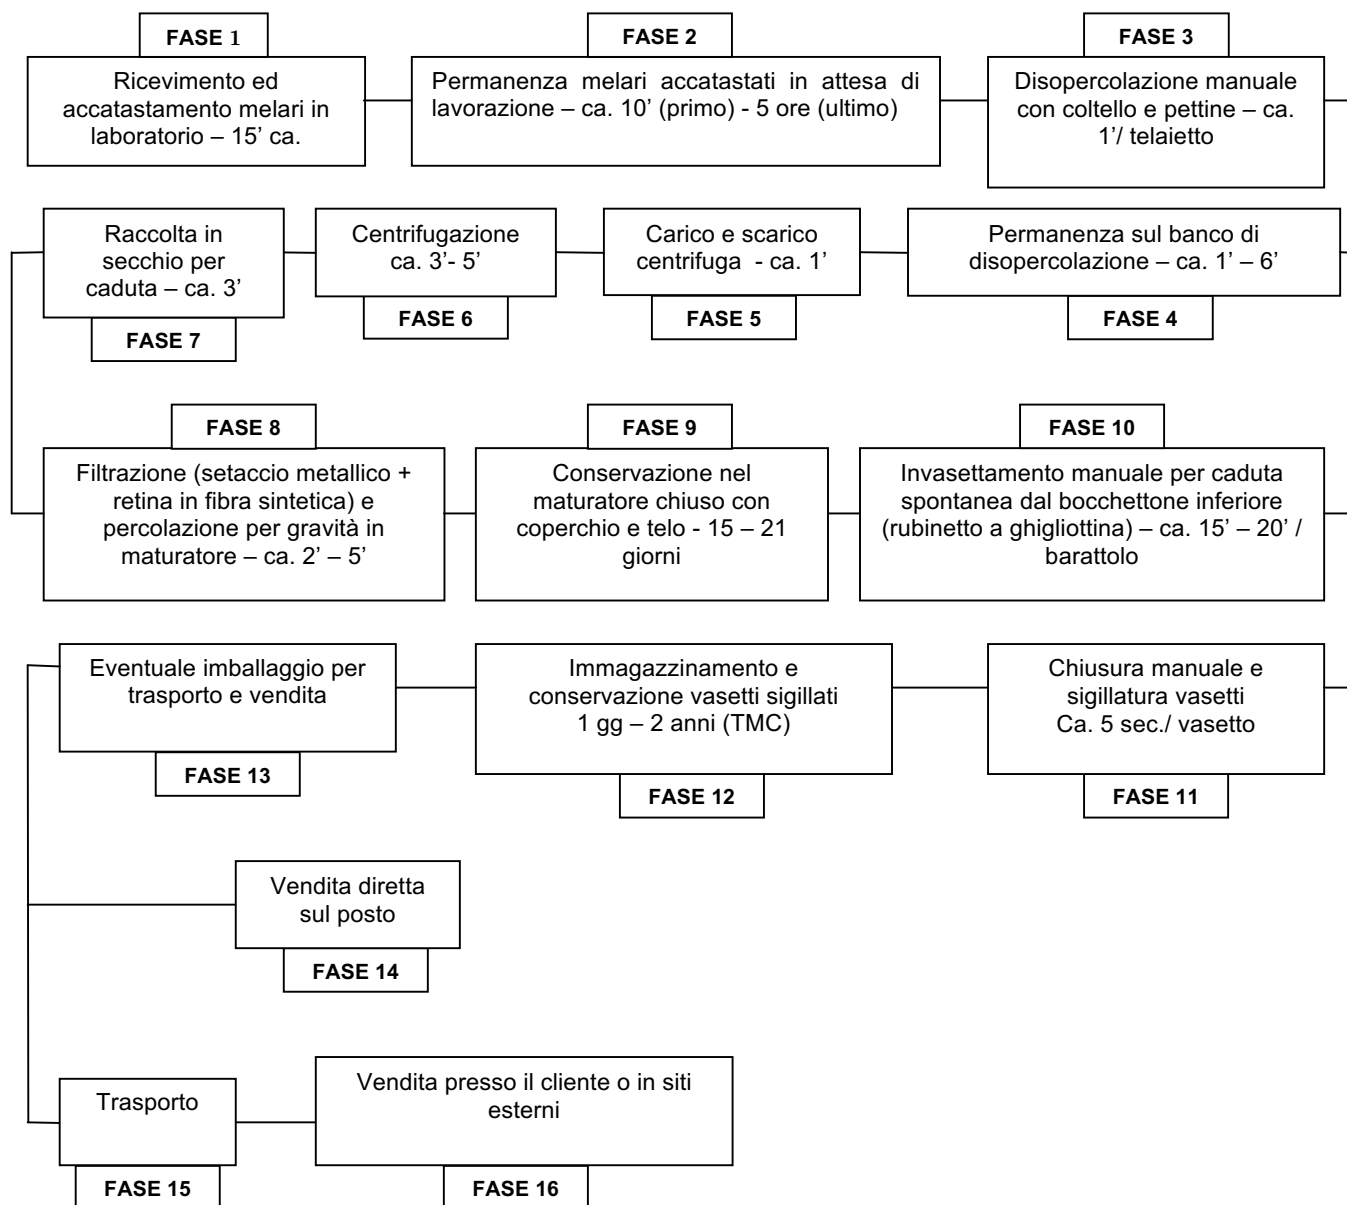 FASE 1
Ricevimento ed
accatastamento melari in
laboratorio – 15’ ca.
FASE 2
Permanenza melari accatastati in attesa di
lavorazione – ca. 10’ (primo) - 5 ore (ultimo)
FASE 3
Disopercolazione manuale
con coltello e pettine – ca.
1’/ telaietto
Permanenza sul banco di
disopercolazione – ca. 1’ – 6’
FASE 4
Carico e scarico
centrifuga - ca. 1’
FASE 5
Centrifugazione
ca. 3’- 5’
FASE 6
Raccolta in
secchio per
caduta – ca. 3’
FASE 7
FASE 8
Filtrazione (setaccio metallico +
retina in fibra sintetica) e
percolazione per gravità in
maturatore – ca. 2’ – 5’
FASE 9
Conservazione nel
maturatore chiuso con
coperchio e telo - 15 – 21
giorni
FASE 10
Invasettamento manuale per caduta
spontanea dal bocchettone inferiore
(rubinetto a ghigliottina) – ca. 15’ – 20’ /
barattolo
Chiusura manuale e
sigillatura vasetti
Ca. 5 sec./ vasetto
FASE 11
Immagazzinamento e
conservazione vasetti sigillati
1 gg – 2 anni (TMC)
FASE 12
Eventuale imballaggio per
trasporto e vendita
FASE 13
Vendita diretta
sul posto
FASE 14
Trasporto
FASE 15
Vendita presso il cliente o in siti
esterni
FASE 16